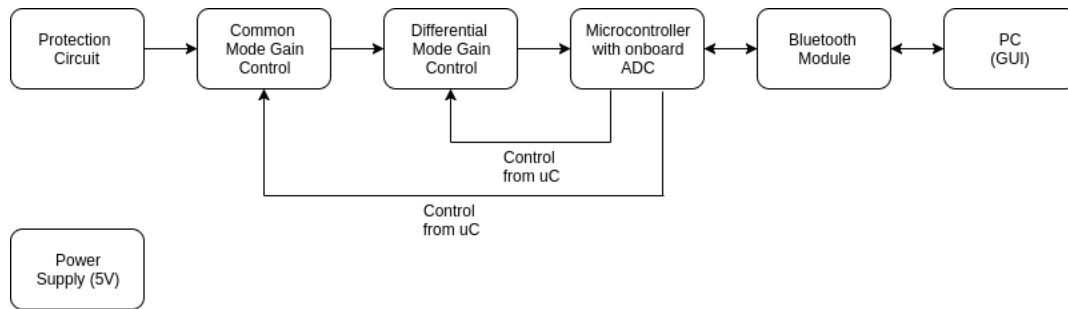 Protection
Circuit
Common
Mode Gain
Control
Differential
Mode Gain
Control
Microcontroller
with onboard
ADC
Bluetooth
Module
PC
(GUI)
Control
from uC
Control
from uC
Power
Supply (5V)